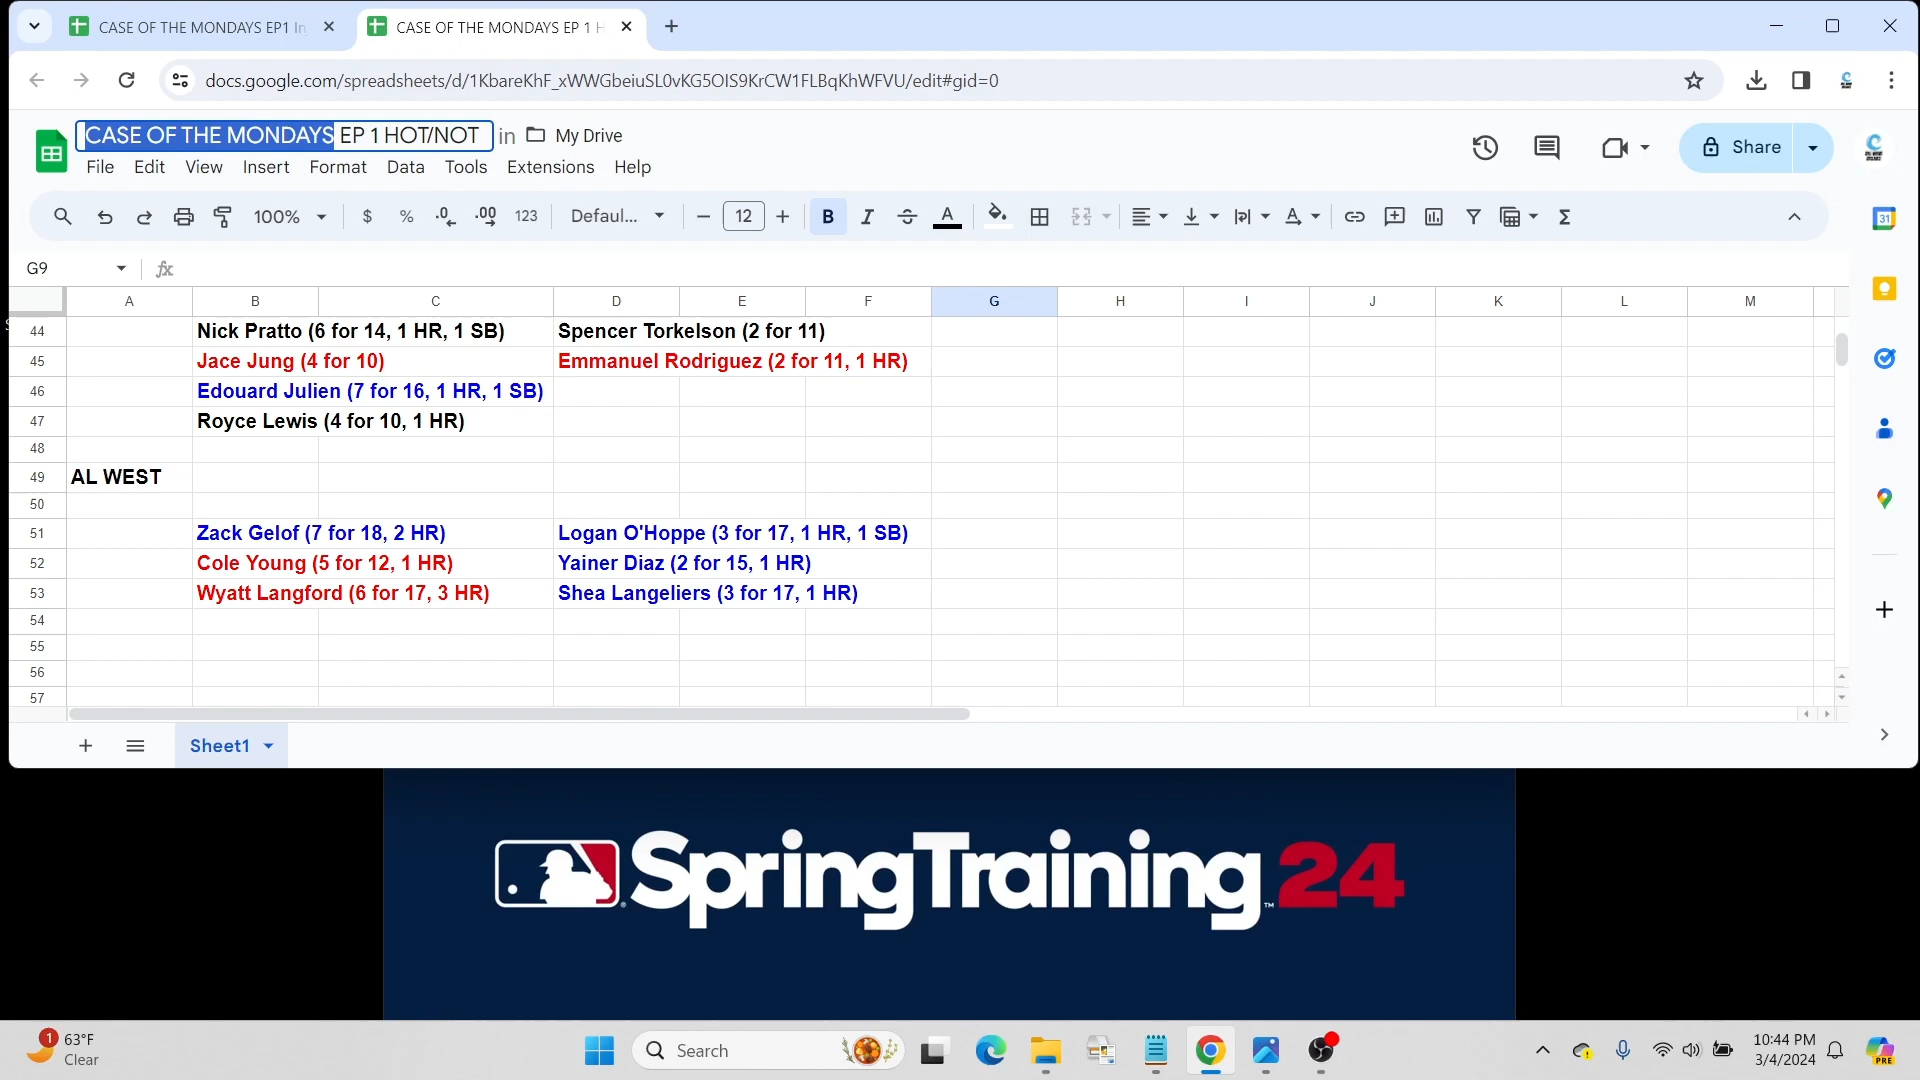 CASE OF THE MONDAYS EP1 In
CASE OF THE MONDAYS EP 1 H
docs.google.com/spreadsheets/d/1KbareKhF_xWWGbeiuSL0vKG5OIS9KrCW1FLBqKhWFVU/edit#gid=0
CASE OF THE MONDAYS EP 1 HOT/NOT in My Drive
File Edit View Insert Format Data Tools Extensions Help
Share
100% $ % .0 .00 123 Defaul... 12 B I A
31
G9 fx
A B C D E F G H I J K L M
44 Nick Pratto (6 for 14, 1 HR, 1 SB) Spencer Torkelson (2 for 11)
45 Jace Jung (4 for 10) Emmanuel Rodriguez (2 for 11, 1 HR)
46 Edouard Julien (7 for 16, 1 HR, 1 SB)
47 Royce Lewis (4 for 10, 1 HR)
48
49 AL WEST
50
51 Zack Gelof (7 for 18, 2 HR) Logan O'Hoppe (3 for 17, 1 HR, 1 SB)
52 Cole Young (5 for 12, 1 HR) Yainer Diaz (2 for 15, 1 HR)
53 Wyatt Langford (6 for 17, 3 HR) Shea Langeliers (3 for 17, 1 HR)
54
55
56
57
Sheet1
SpringTraining™24
1 63°F
Clear
Search
10:44 PM
3/4/2024
PRE